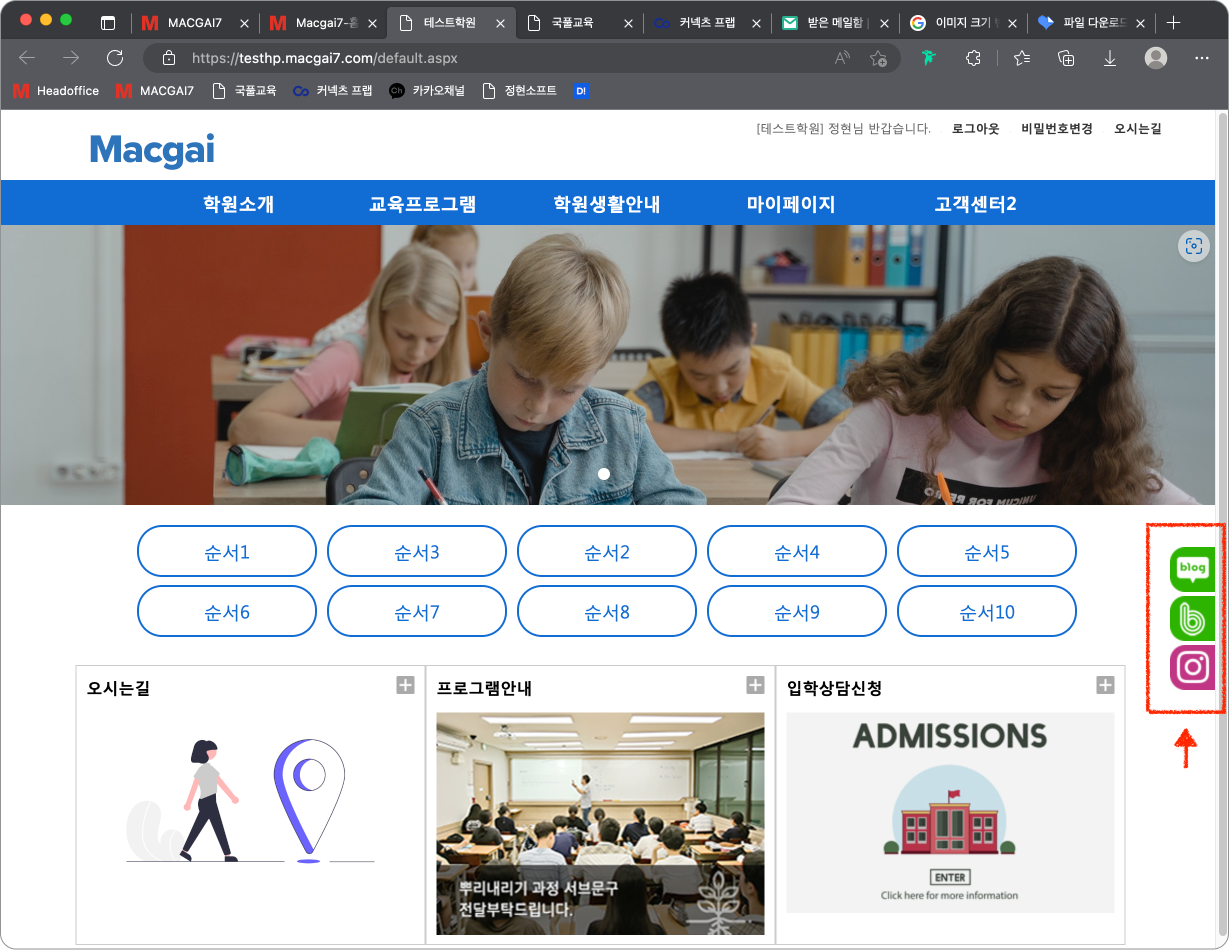 MACGAI7
Macgai7-홈
테스트학원
국풀교육
커넥츠 프랩
받은 메일함
이미지 크기
파일 다운로드
https://testhp.macgai7.com/default.aspx
Headoffice
MACGAI7
국풀교육
커넥츠 프랩
Ch
카카오채널
정현소프트
D!
[테스트학원] 정현님 반갑습니다.
로그아웃
비밀번호변경
오시는길
Macgai
학원소개
교육프로그램
학원생활안내
마이페이지
고객센터2
순서1
순서3
순서2
순서4
순서5
순서6
순서7
순서8
순서9
순서10
blog
b
오시는길
프로그램안내
뿌리내리기 과정 서브문구
전달부탁드립니다.
입학상담신청
ADMISSIONS
ENTER
Click here for more information